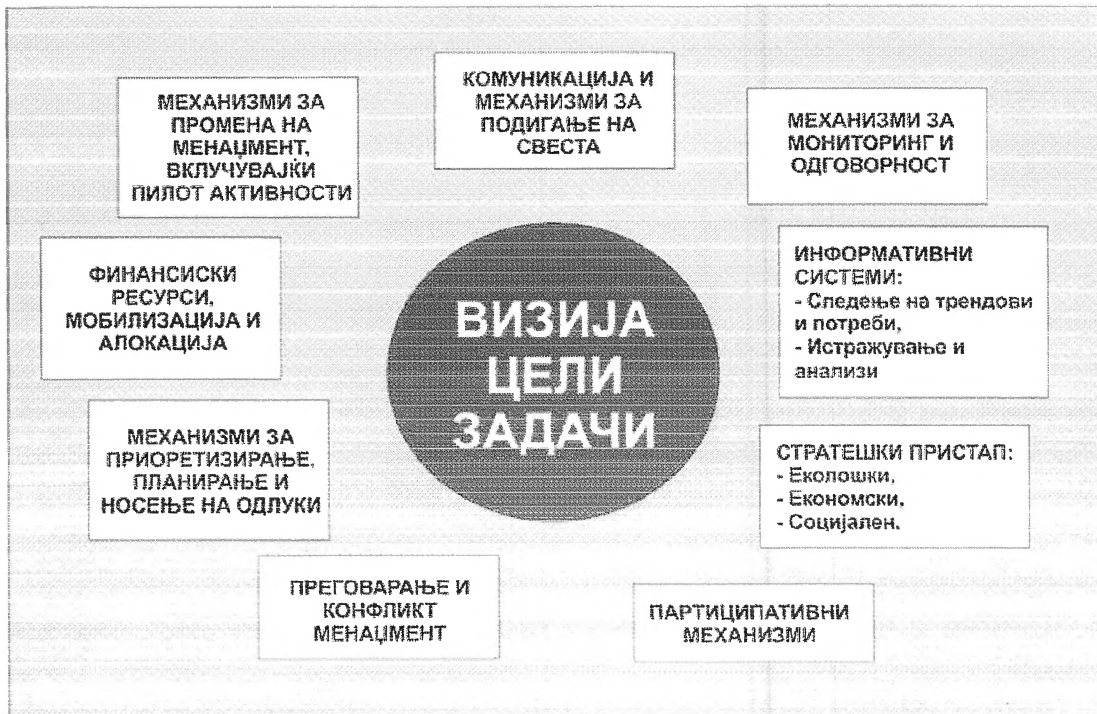 КОМУНИКАЦИЈА И
МЕХАНИЗМИ ЗА
ПОДИГАЊЕ НА
СВЕСТА
МЕХАНИЗМИ ЗА
ПРОМЕНА НА
МЕНАЏМЕНТ,
ВКЛУЧУВАЈЌИ
ПИЛОТ АКТИВНОСТИ
МЕХАНИЗМИ ЗА
МОНИТОРИНГ И
ОДГОВОРНОСТ
ФИНАНСИСКИ
РЕСУРСИ,
МОБИЛИЗАЦИЈА И
АЛОКАЦИЈА
ВИЗИЈА
ЦЕЛИ
ЗАДАЧИ
ИНФОРМАТИВНИ
СИСТЕМИ:
- Следење на трендови
и потреби,
- Истражување и
анализи
МЕХАНИЗМИ ЗА
ПРИОРЕТИЗИРАЊЕ,
ПЛАНИРАЊЕ И
НОСЕЊЕ НА ОДЛУКИ
СТРАТЕШКИ ПРИСТАП:
- Еколошки,
- Економски,
- Социјален.
ПРЕГОВАРАЊЕ И
КОНФЛИКТ
МЕНАЏМЕНТ
ПАРТИЦИПАТИВНИ
МЕХАНИЗМИ